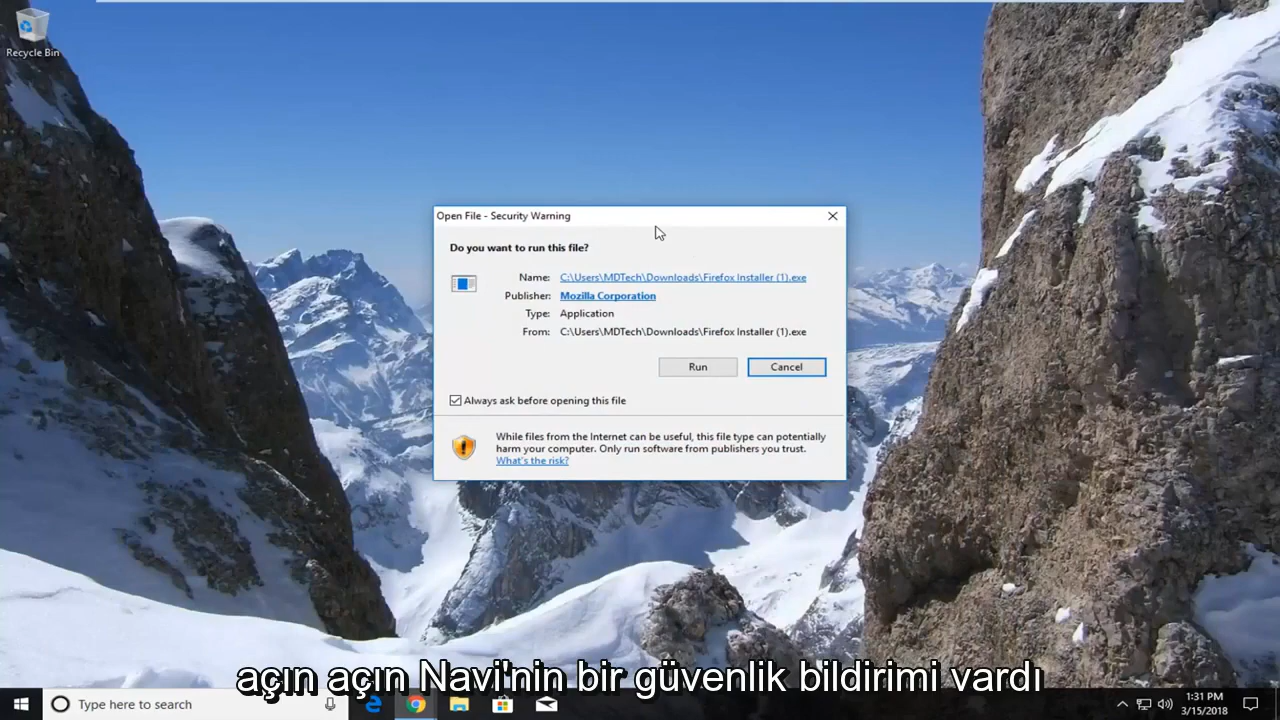 Recycle Bin
Open File - Security Warning
Do you want to run this file?
Name: C:\Users\MDTech\Downloads\Firefox Installer (1).exe
Publisher: Mozilla Corporation
Type: Application
From: C:\Users\MDTech\Downloads\Firefox Installer (1).exe
Run Cancel
Always ask before opening this file
While files from the Internet can be useful, this file type can potentially
harm your computer. Only run software from publishers you trust.
What's the risk?
açın açın Navi'nin bir güvenlik bildirimi vardı
Type here to search
1:31 PM
3/15/2018